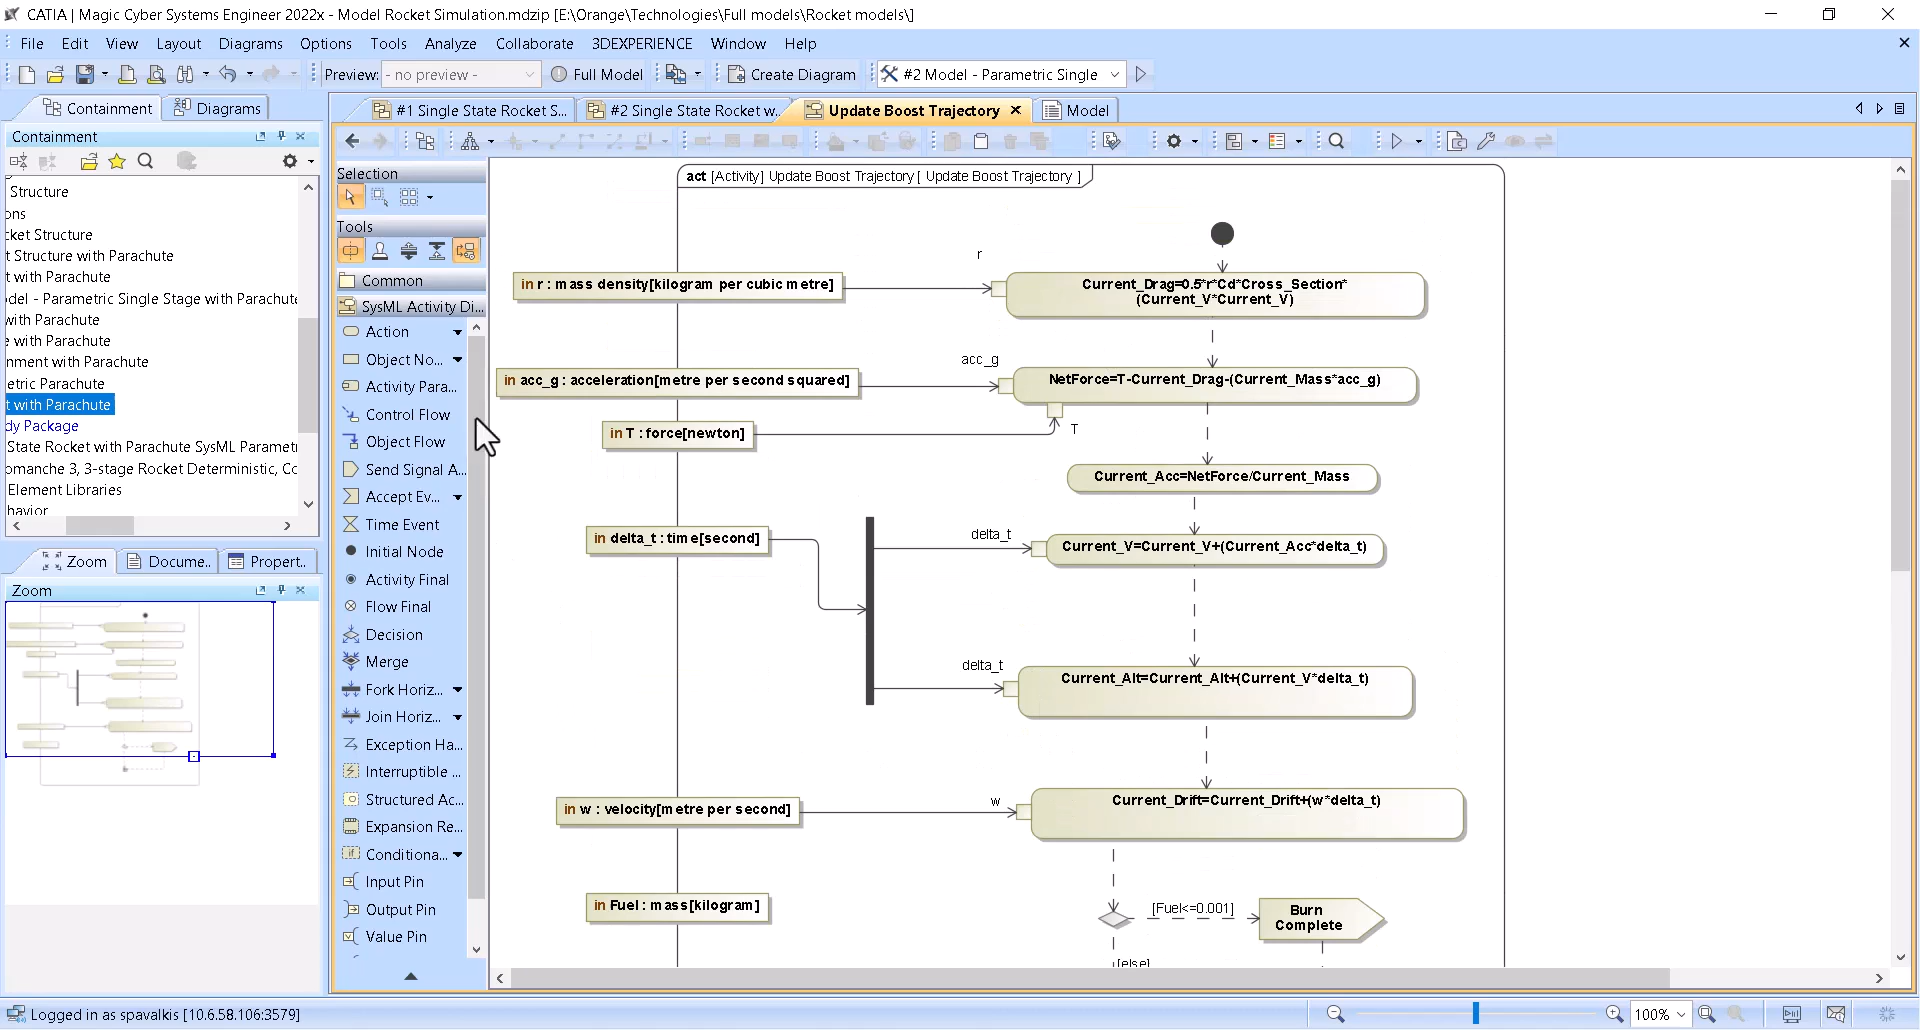 CATIA | Magic Cyber Systems Engineer 2022x - Model Rocket Simulation.mdzip [E:\Orange\Technologies\Full models\Rocket models\]
File Edit View Layout Diagrams Options Tools Analyze Collaborate 3DEXPERIENCE Window Help
Preview: - no preview - Full Model Create Diagram #2 Model - Parametric Single
Containment Diagrams
#1 Single State Rocket S... #2 Single State Rocket w... Update Boost Trajectory Model
Containment
Structure
ons
cket Structure
t Structure with Parachute
t with Parachute
odel - Parametric Single Stage with Parachute
with Parachute
e with Parachute
nment with Parachute
etric Parachute
t with Parachute
dy Package
State Rocket with Parachute SysML Parametr
omanche 3, 3-stage Rocket Deterministic, Cc
Element Libraries
havior
Zoom Docume.. Propert..
Zoom
Selection
Tools
Common
SysML Activity Di...
Action
Object No...
Activity Para...
Control Flow
Object Flow
Send Signal A...
Accept Ev...
Time Event
Initial Node
Activity Final
Flow Final
Decision
Merge
Fork Horiz...
Join Horiz...
Exception Ha...
Interruptible ...
Structured Ac...
Expansion Re...
Conditiona...
Input Pin
Output Pin
Value Pin
act [Activity] Update Boost Trajectory [ Update Boost Trajectory ]
r
in r : mass density[kilogram per cubic metre]
Current_Drag=0.5*r*Cd*Cross_Section*
(Current_V*Current_V)
acc_g
in acc_g : acceleration[metre per second squared]
NetForce=T-Current_Drag-(Current_Mass*acc_g)
in T : force[newton]
T
Current_Acc=NetForce/Current_Mass
in delta_t : time[second]
delta_t
Current_V=Current_V+(Current_Acc*delta_t)
delta_t
Current_Alt=Current_Alt+(Current_V*delta_t)
in w : velocity[metre per second]
w
Current_Drift=Current_Drift+(w*delta_t)
in Fuel : mass[kilogram]
[Fuel<=0.001]
Burn
Complete
[else]
Logged in as spavalkis [10.6.58.106:3579]
100%